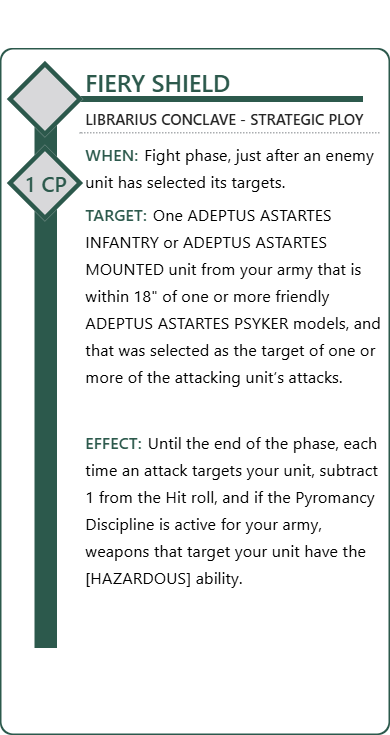 FIERY SHIELD
LIBRARIUS CONCLAVE - STRATEGIC PLOY
1 CP
WHEN: Fight phase, just after an enemy
unit has selected its targets.
TARGET: One ADEPTUS ASTARTES
INFANTRY or ADEPTUS ASTARTES
MOUNTED unit from your army that is
within 18" of one or more friendly
ADEPTUS ASTARTES PSYKER models, and
that was selected as the target of one or
more of the attacking unit’s attacks.
EFFECT: Until the end of the phase, each
time an attack targets your unit, subtract
1 from the Hit roll, and if the Pyromancy
Discipline is active for your army,
weapons that target your unit have the
[HAZARDOUS] ability.